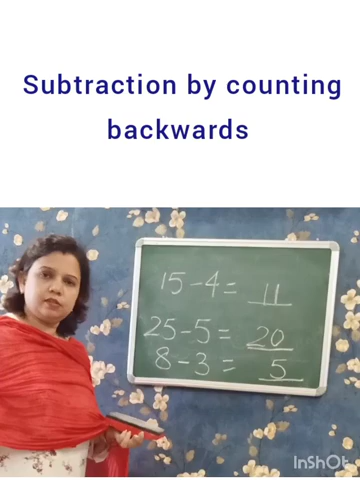 Subtraction by counting
backwards
15-4= 11
25-5= 20
8-3= 5
InShOt